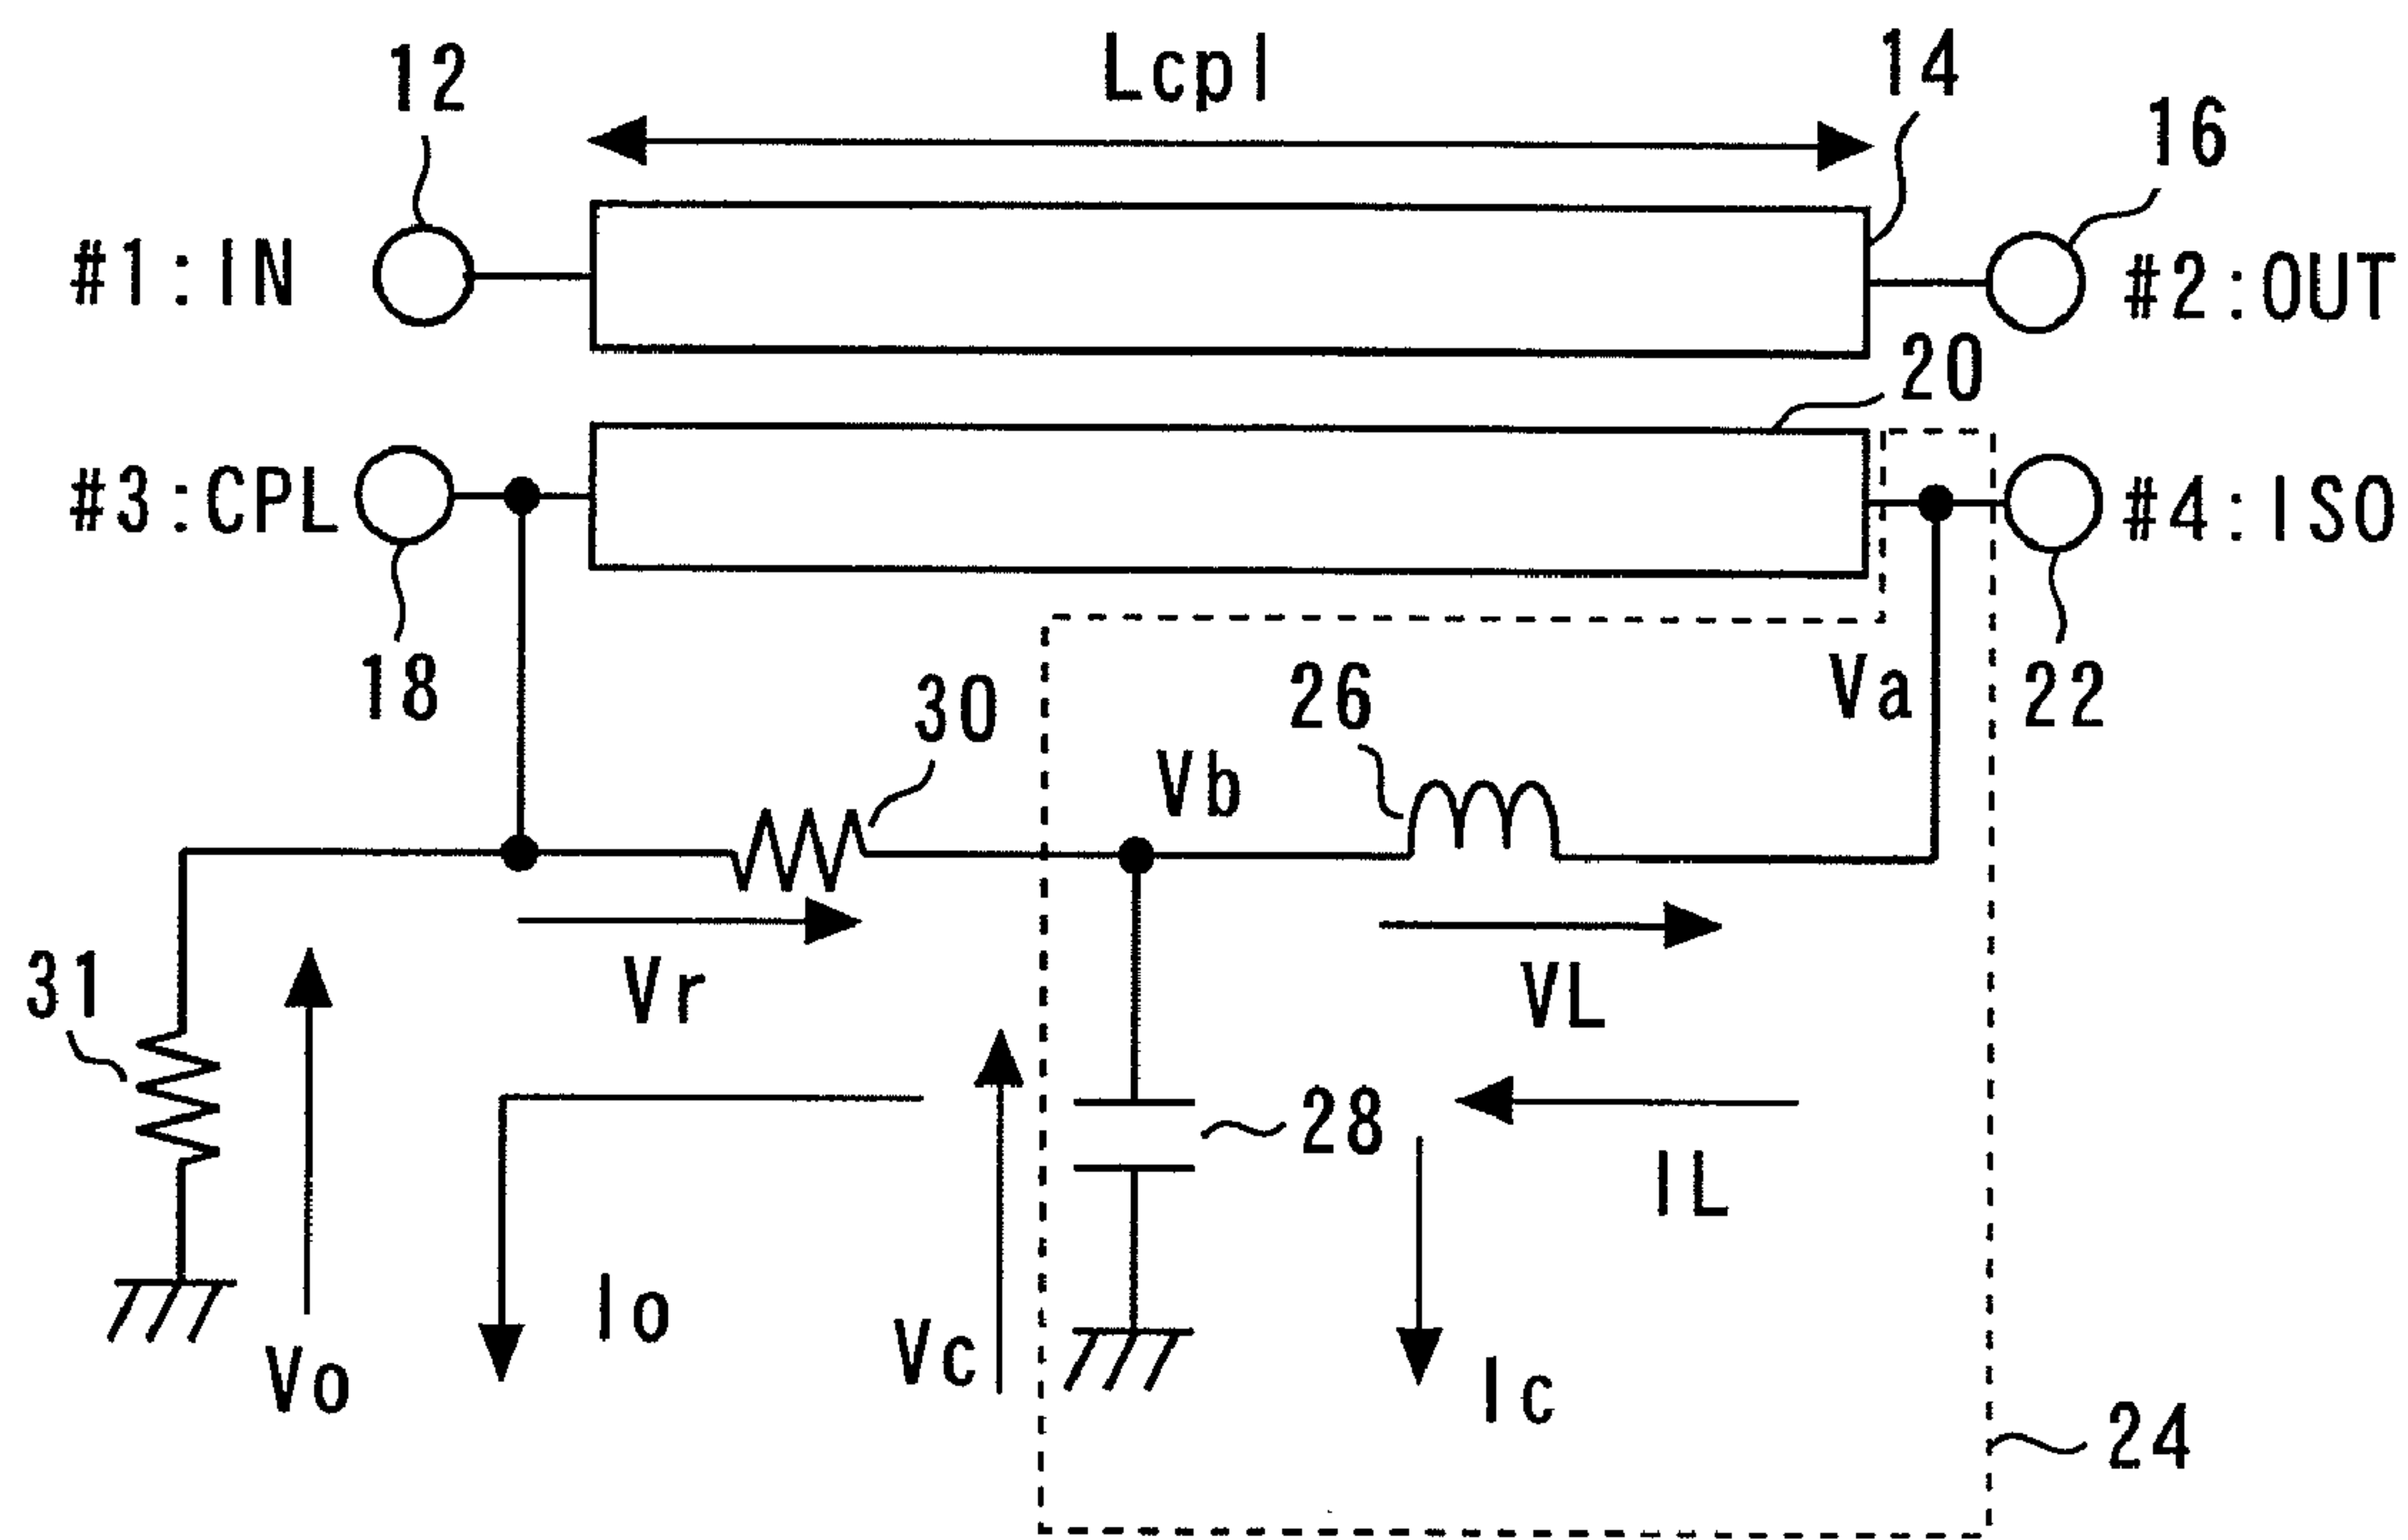 12
Lcpl
14
16
#1:IN
#2:OUT
20
#3:CPL
#4:ISO
18
30
26
Va
22
Vb
31
Vr
VL
28
IL
Io
Vc
Ic
Vo
24